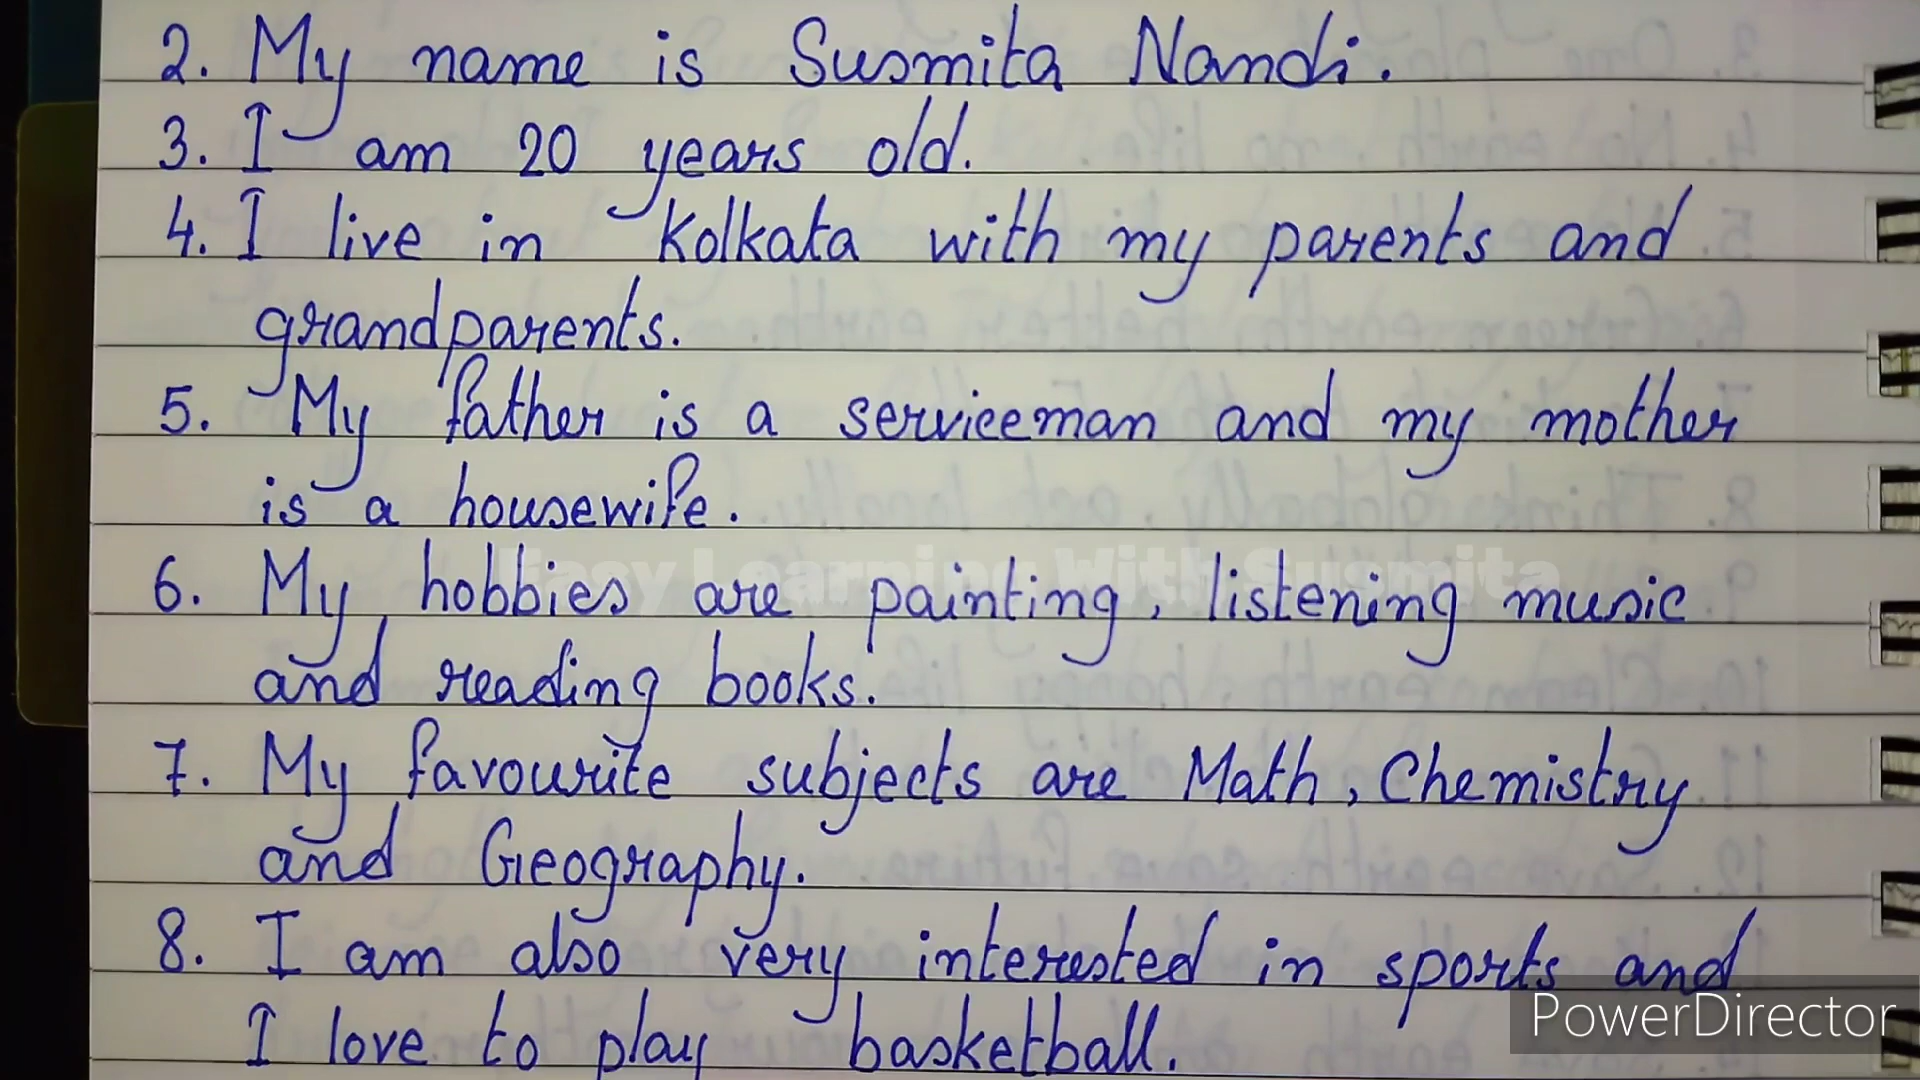 2. My name is Susmita Nandi.
3. I am 20 years old.
4. I live in Kolkata with my parents and
grandparents.
5. My father is a serviceman and my mother
is a housewife.
Easy Learning With Susmita
6. My hobbies are painting, listening music
and reading books.
7. My favourite subjects are Math, Chemistry
and Geography.
8. I am also very interested in sports and
PowerDirector
I love to play basketball.